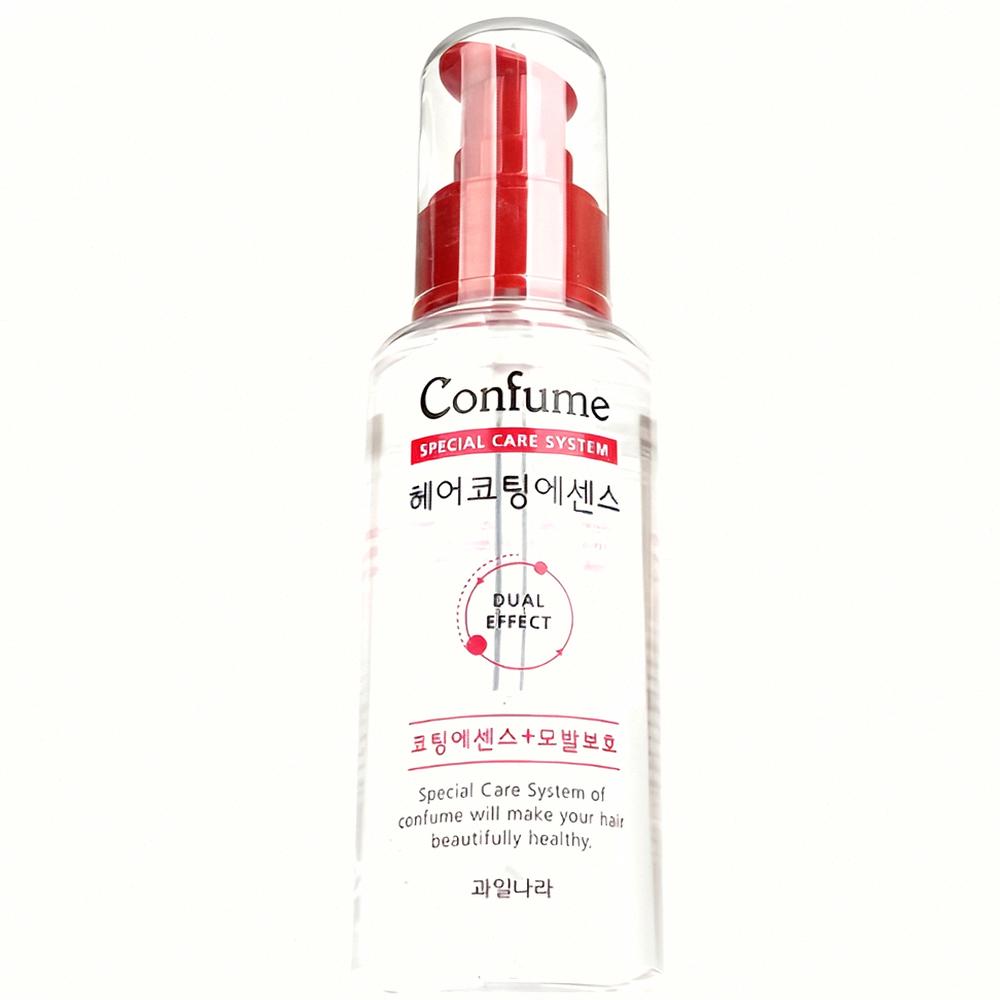 Confume
SPECIAL CARE SYSTEM
헤어코팅에센스
DUAL
EFFECT
코팅에센스+모발보호
Special Care System of
confume will make your hair
beautifully healthy.
과일나라